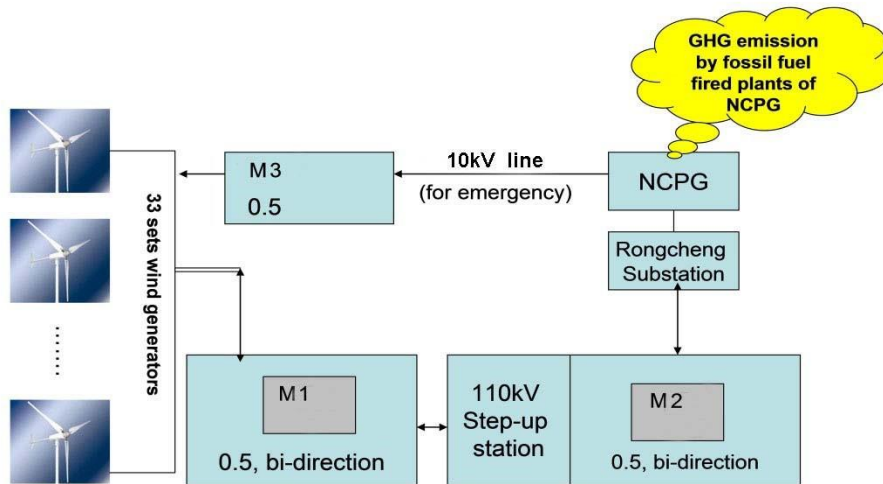 GHG emission
by fossil fuel
fired plants of
NCPG
M3
0.5
10kV line
(for emergency)
NCPG
Rongcheng
Substation
33 sets wind generators
......
M1
0.5, bi-direction
110kV
Step-up
station
M2
0.5, bi-direction